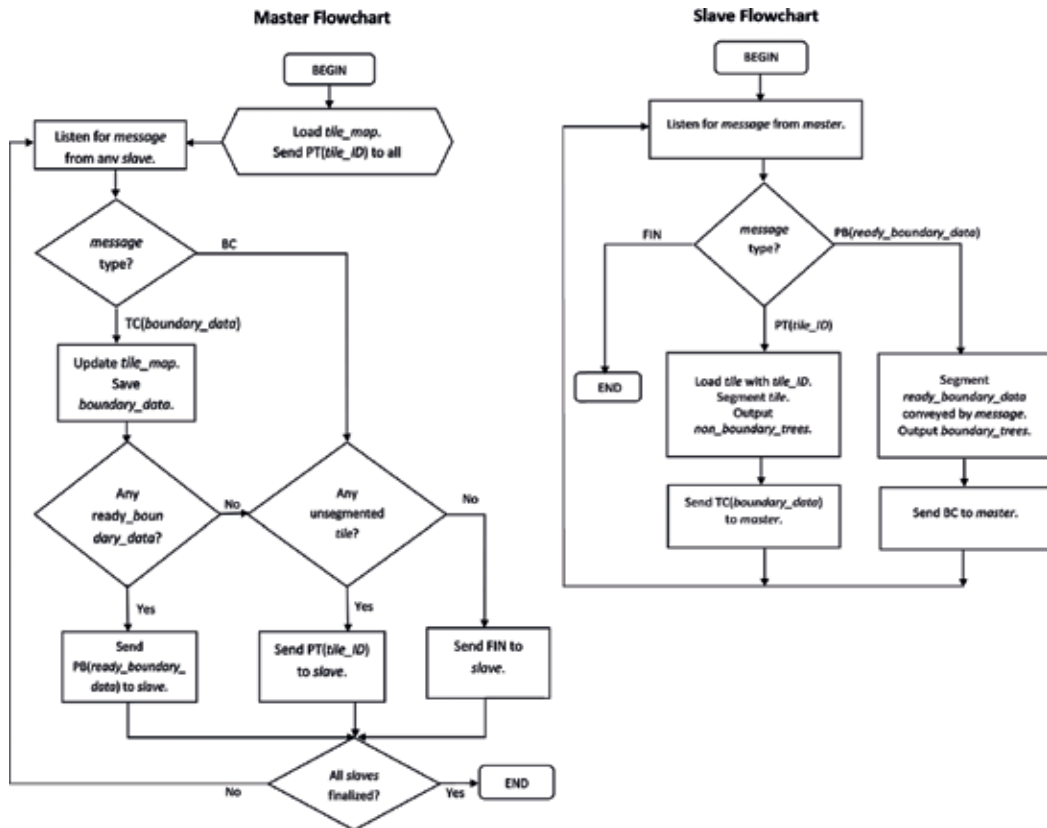 Master Flowchart
BEGIN
Load tile_map.
Send PT(tile_ID) to all
Listen for message
from any slave.
message
type?
BC
TC(boundary_data)
Update tile_map.
Save
boundary_data.
Any
ready_boun
dary_data?
No
Any
unsegmented
tile?
No
Yes
Yes
Send
PB(ready_boundary_
data) to slave.
Send PT(tile_ID)
to slave.
Send FIN to
slave.
All slaves
finalized?
No
Yes
END
Slave Flowchart
BEGIN
Listen for message from master.
message
type?
FIN
PB(ready_boundary_data)
PT(tile_ID)
END
Load tile with tile_ID.
Segment tile.
Output
non_boundary_trees.
Segment
ready_boundary_data
conveyed by message.
Output boundary_trees.
Send TC(boundary_data)
to master.
Send BC to master.